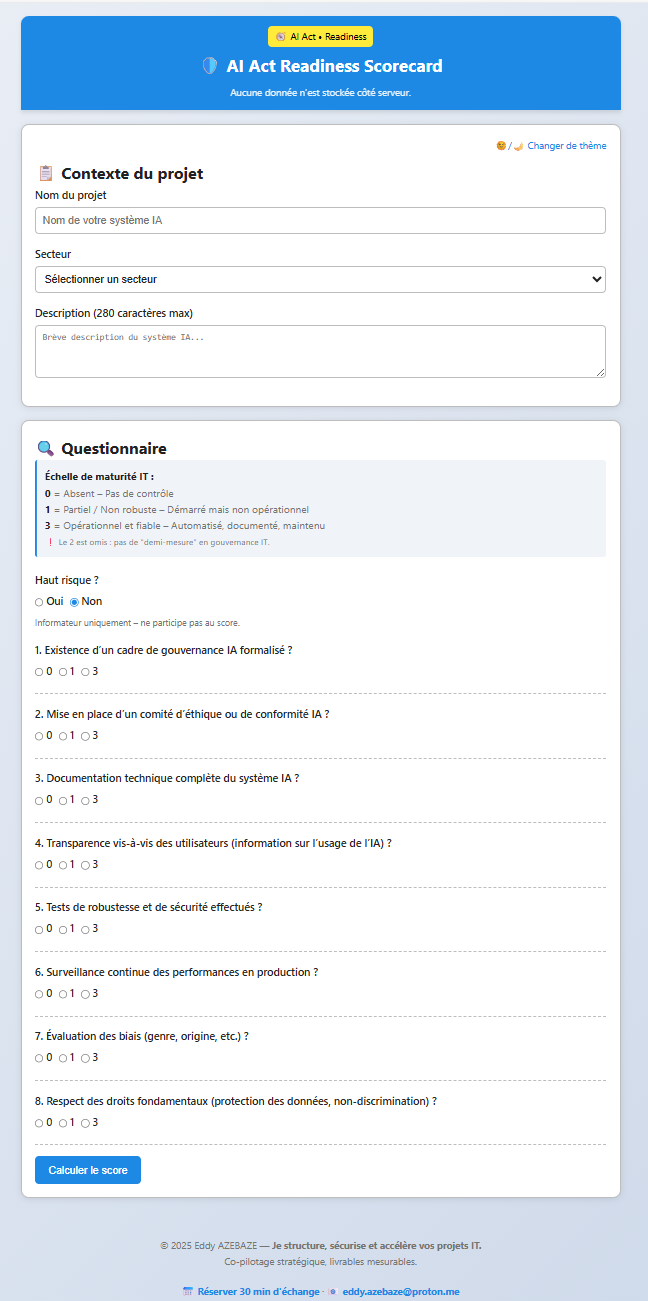 AI Act • Readiness
AI Act Readiness Scorecard
Aucune donnée n'est stockée côté serveur.
/ Changer de thème
Contexte du projet
Nom du projet
Nom de votre système IA
Secteur
Sélectionner un secteur
Description (280 caractères max)
Brève description du système IA...
Questionnaire
Échelle de maturité IT :
0 = Absent – Pas de contrôle
1 = Partiel / Non robuste – Démarré mais non opérationnel
3 = Opérationnel et fiable – Automatisé, documenté, maintenu
❗ Le 2 est omis : pas de "demi-mesure" en gouvernance IT.
Haut risque ?
Oui Non
Informateur uniquement – ne participe pas au score.
1. Existence d'un cadre de gouvernance IA formalisé ?
0 1 3
2. Mise en place d'un comité d'éthique ou de conformité IA ?
0 1 3
3. Documentation technique complète du système IA ?
0 1 3
4. Transparence vis-à-vis des utilisateurs (information sur l'usage de l'IA) ?
0 1 3
5. Tests de robustesse et de sécurité effectués ?
0 1 3
6. Surveillance continue des performances en production ?
0 1 3
7. Évaluation des biais (genre, origine, etc.) ?
0 1 3
8. Respect des droits fondamentaux (protection des données, non-discrimination) ?
0 1 3
Calculer le score
© 2025 Eddy AZEBAZE — Je structure, sécurise et accélère vos projets IT.
Co-pilotage stratégique, livrables mesurables.
Réserver 30 min d'échange · eddy.azebaze@proton.me